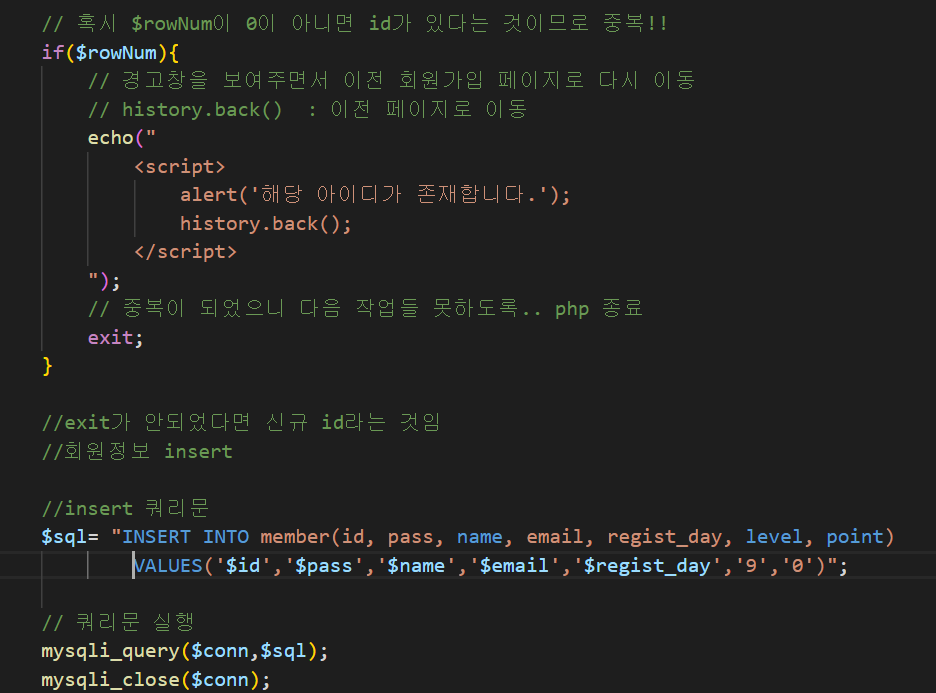 // 혹시 $rowNum이 0이 아니면 id가 있다는 것이므로 중복!!
if($rowNum){
// 경고창을 보여주면서 이전 회원가입 페이지로 다시 이동
// history.back()  : 이전 페이지로 이동
echo("
<script>
alert('해당 아이디가 존재합니다.');
history.back();
</script>
");
// 중복이 되었으니 다음 작업들 못하도록.. php 종료
exit;
}
//exit가 안되었다면 신규 id라는 것임
//회원정보 insert
//insert 쿼리문
$sql= "INSERT INTO member(id, pass, name, email, regist_day, level, point)
VALUES('$id','$pass','$name','$email','$regist_day','9','0')";
// 쿼리문 실행
mysqli_query($conn,$sql);
mysqli_close($conn);